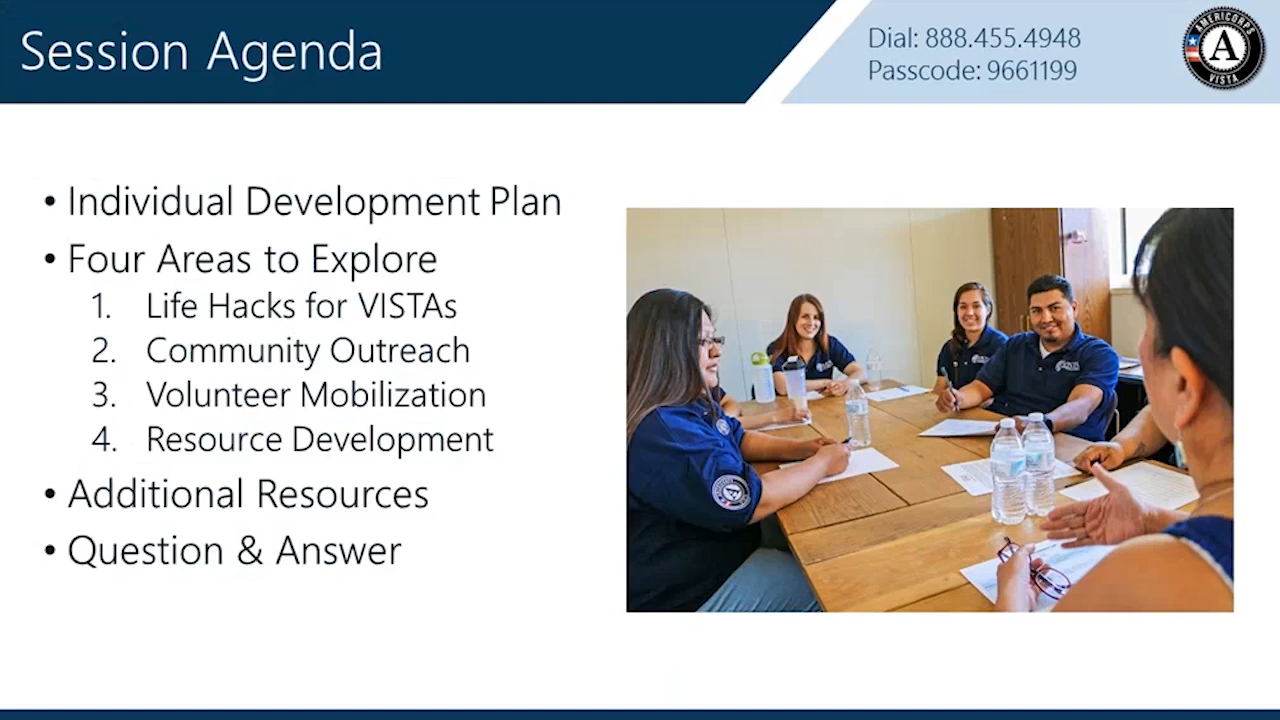 Session Agenda
Dial: 888.455.4948
Passcode: 9661199
AMERICORPS
A
VISTA
• Individual Development Plan
• Four Areas to Explore
1. Life Hacks for VISTAs
2. Community Outreach
3. Volunteer Mobilization
4. Resource Development
• Additional Resources
• Question & Answer